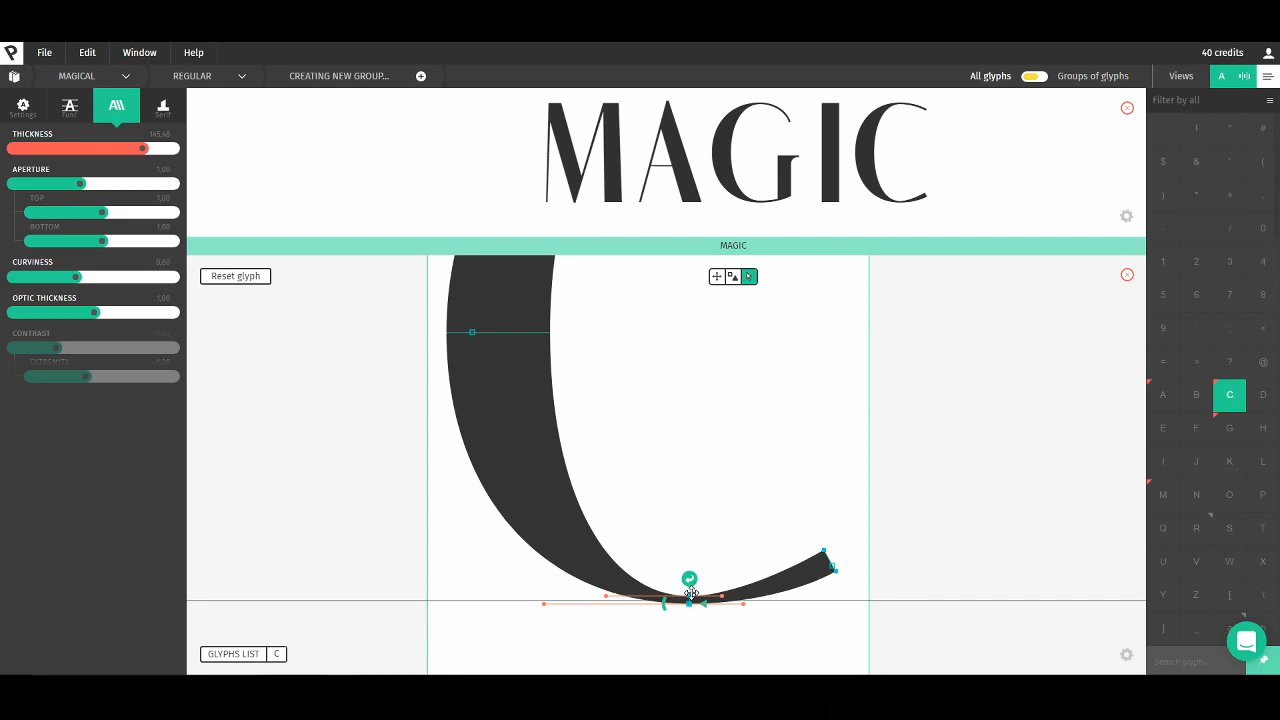 File Edit Window Help 40 credits
MAGICAL REGULAR CREATING NEW GROUP... All glyphs Groups of glyphs Views A
Settings Func Serif
Filter by all
THICKNESS 145,48
APERTURE 1,00
TOP 1,00
BOTTOM 1,00
CURVINESS 0,60
OPTIC THICKNESS 1,00
CONTRAST
EXTREMITY 1,00
MAGIC
MAGIC
Reset glyph
GLYPHS LIST C
! " #
$ & ' (
) * + ,
- . / 0
1 2 3 4
5 6 7 8
9 : ; <
= > ? @
A B C D
E F G H
I J K L
M N O P
Q R S T
U V W X
Y Z [ \
] _
Search glyph...